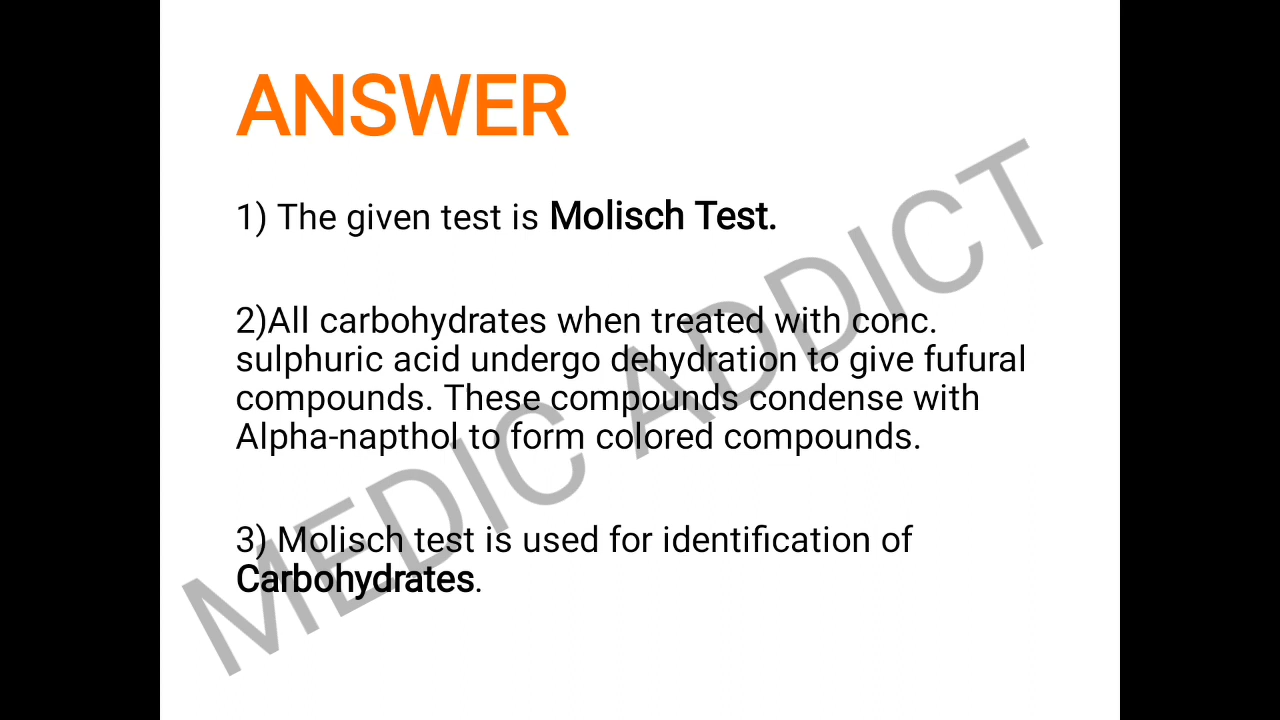 ANSWER
1) The given test is Molisch Test.
2)All carbohydrates when treated with conc.
sulphuric acid undergo dehydration to give fufural
compounds. These compounds condense with
Alpha-napthol to form colored compounds.
3) Molisch test is used for identification of
Carbohydrates.
MEDIC ADDICT